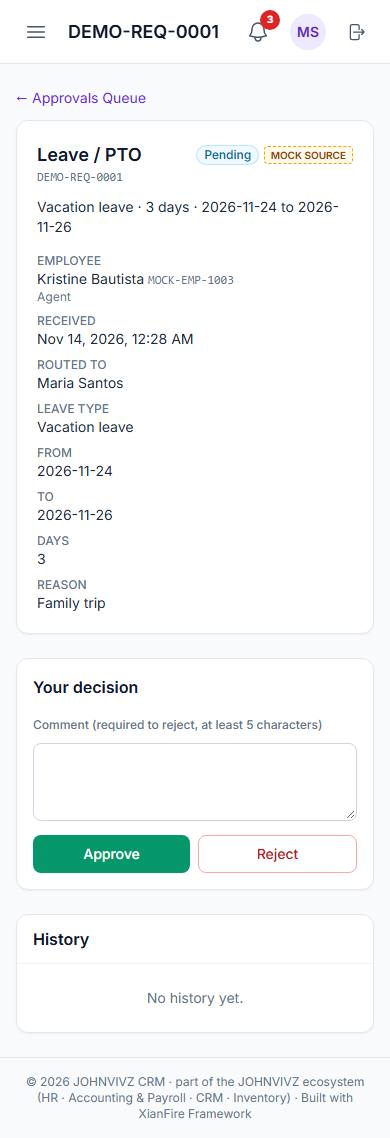 DEMO-REQ-0001
3
MS
← Approvals Queue
Leave / PTO
Pending
MOCK SOURCE
DEMO-REQ-0001
Vacation leave · 3 days · 2026-11-24 to 2026-
11-26
EMPLOYEE
Kristine Bautista MOCK-EMP-1003
Agent
RECEIVED
Nov 14, 2026, 12:28 AM
ROUTED TO
Maria Santos
LEAVE TYPE
Vacation leave
FROM
2026-11-24
TO
2026-11-26
DAYS
3
REASON
Family trip
Your decision
Comment (required to reject, at least 5 characters)
Approve
Reject
History
No history yet.
© 2026 JOHNVIVZ CRM · part of the JOHNVIVZ ecosystem
(HR · Accounting & Payroll · CRM · Inventory) · Built with
XianFire Framework